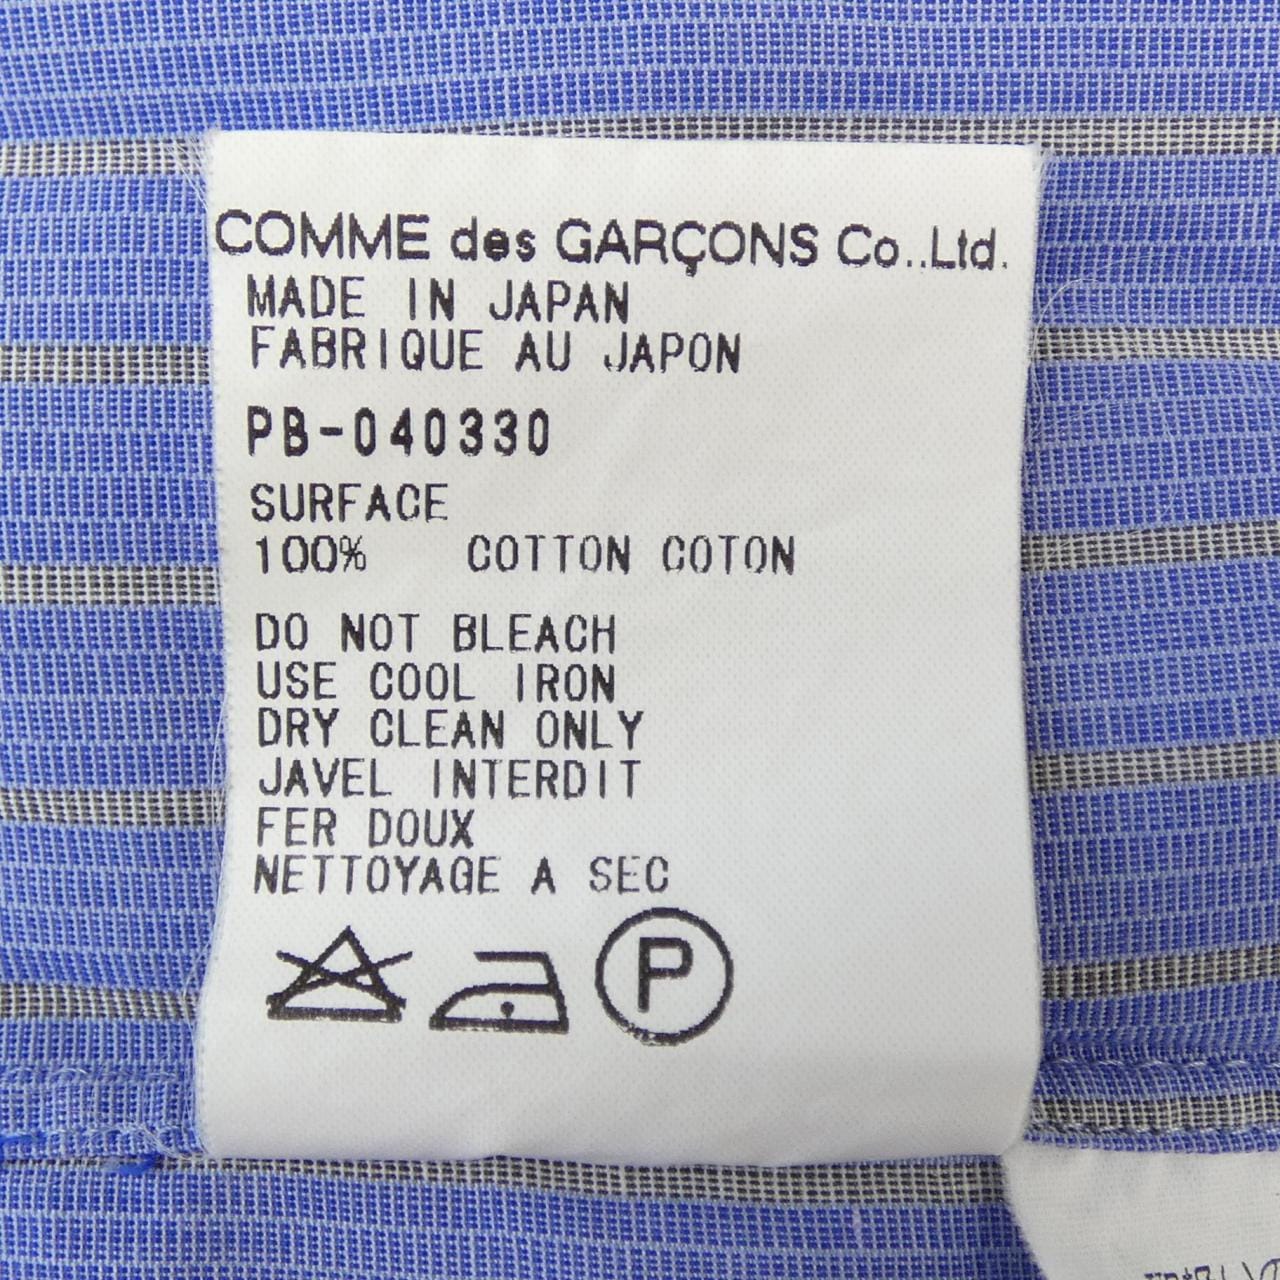 COMME des GARÇONS Co..Ltd.
MADE IN JAPAN
FABRIQUE AU JAPON
PB-040330
SURFACE
100% COTTON COTON
DO NOT BLEACH
USE COOL IRON
DRY CLEAN ONLY
JAVEL INTERDIT
FER DOUX
NETTOYAGE A SEC
P